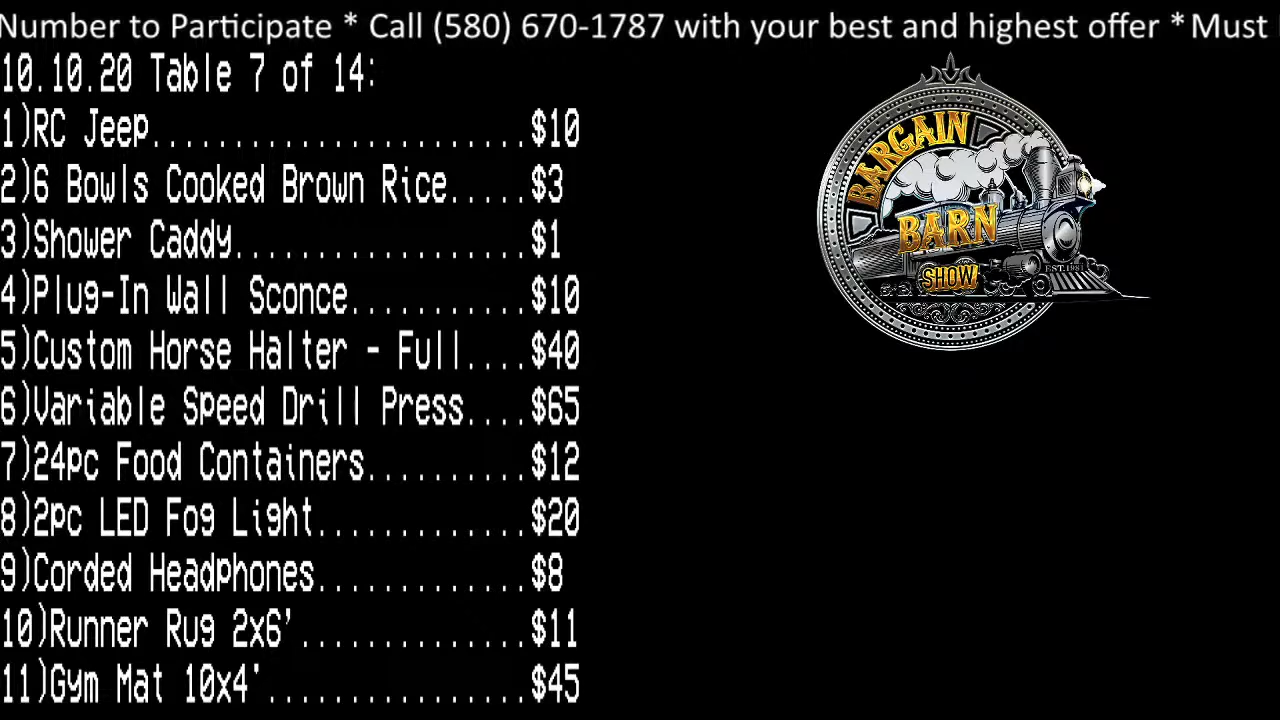 Number to Participate * Call (580) 670-1787 with your best and highest offer * Must
10.10.20 Table 7 of 14:
1)RC Jeep.......................$10
2)6 Bowls Cooked Brown Rice.....$3
3)Shower Caddy..................$1
4)Plug-In Wall Sconce...........$10
5)Custom Horse Halter - Full....$40
6)Variable Speed Drill Press....$65
7)24pc Food Containers..........$12
8)2pc LED Fog Light.............$20
9)Corded Headphones.............$8
10)Runner Rug 2x6'..............$11
11)Gym Mat 10x4'................$45
BARGAIN
BARN
SHOW